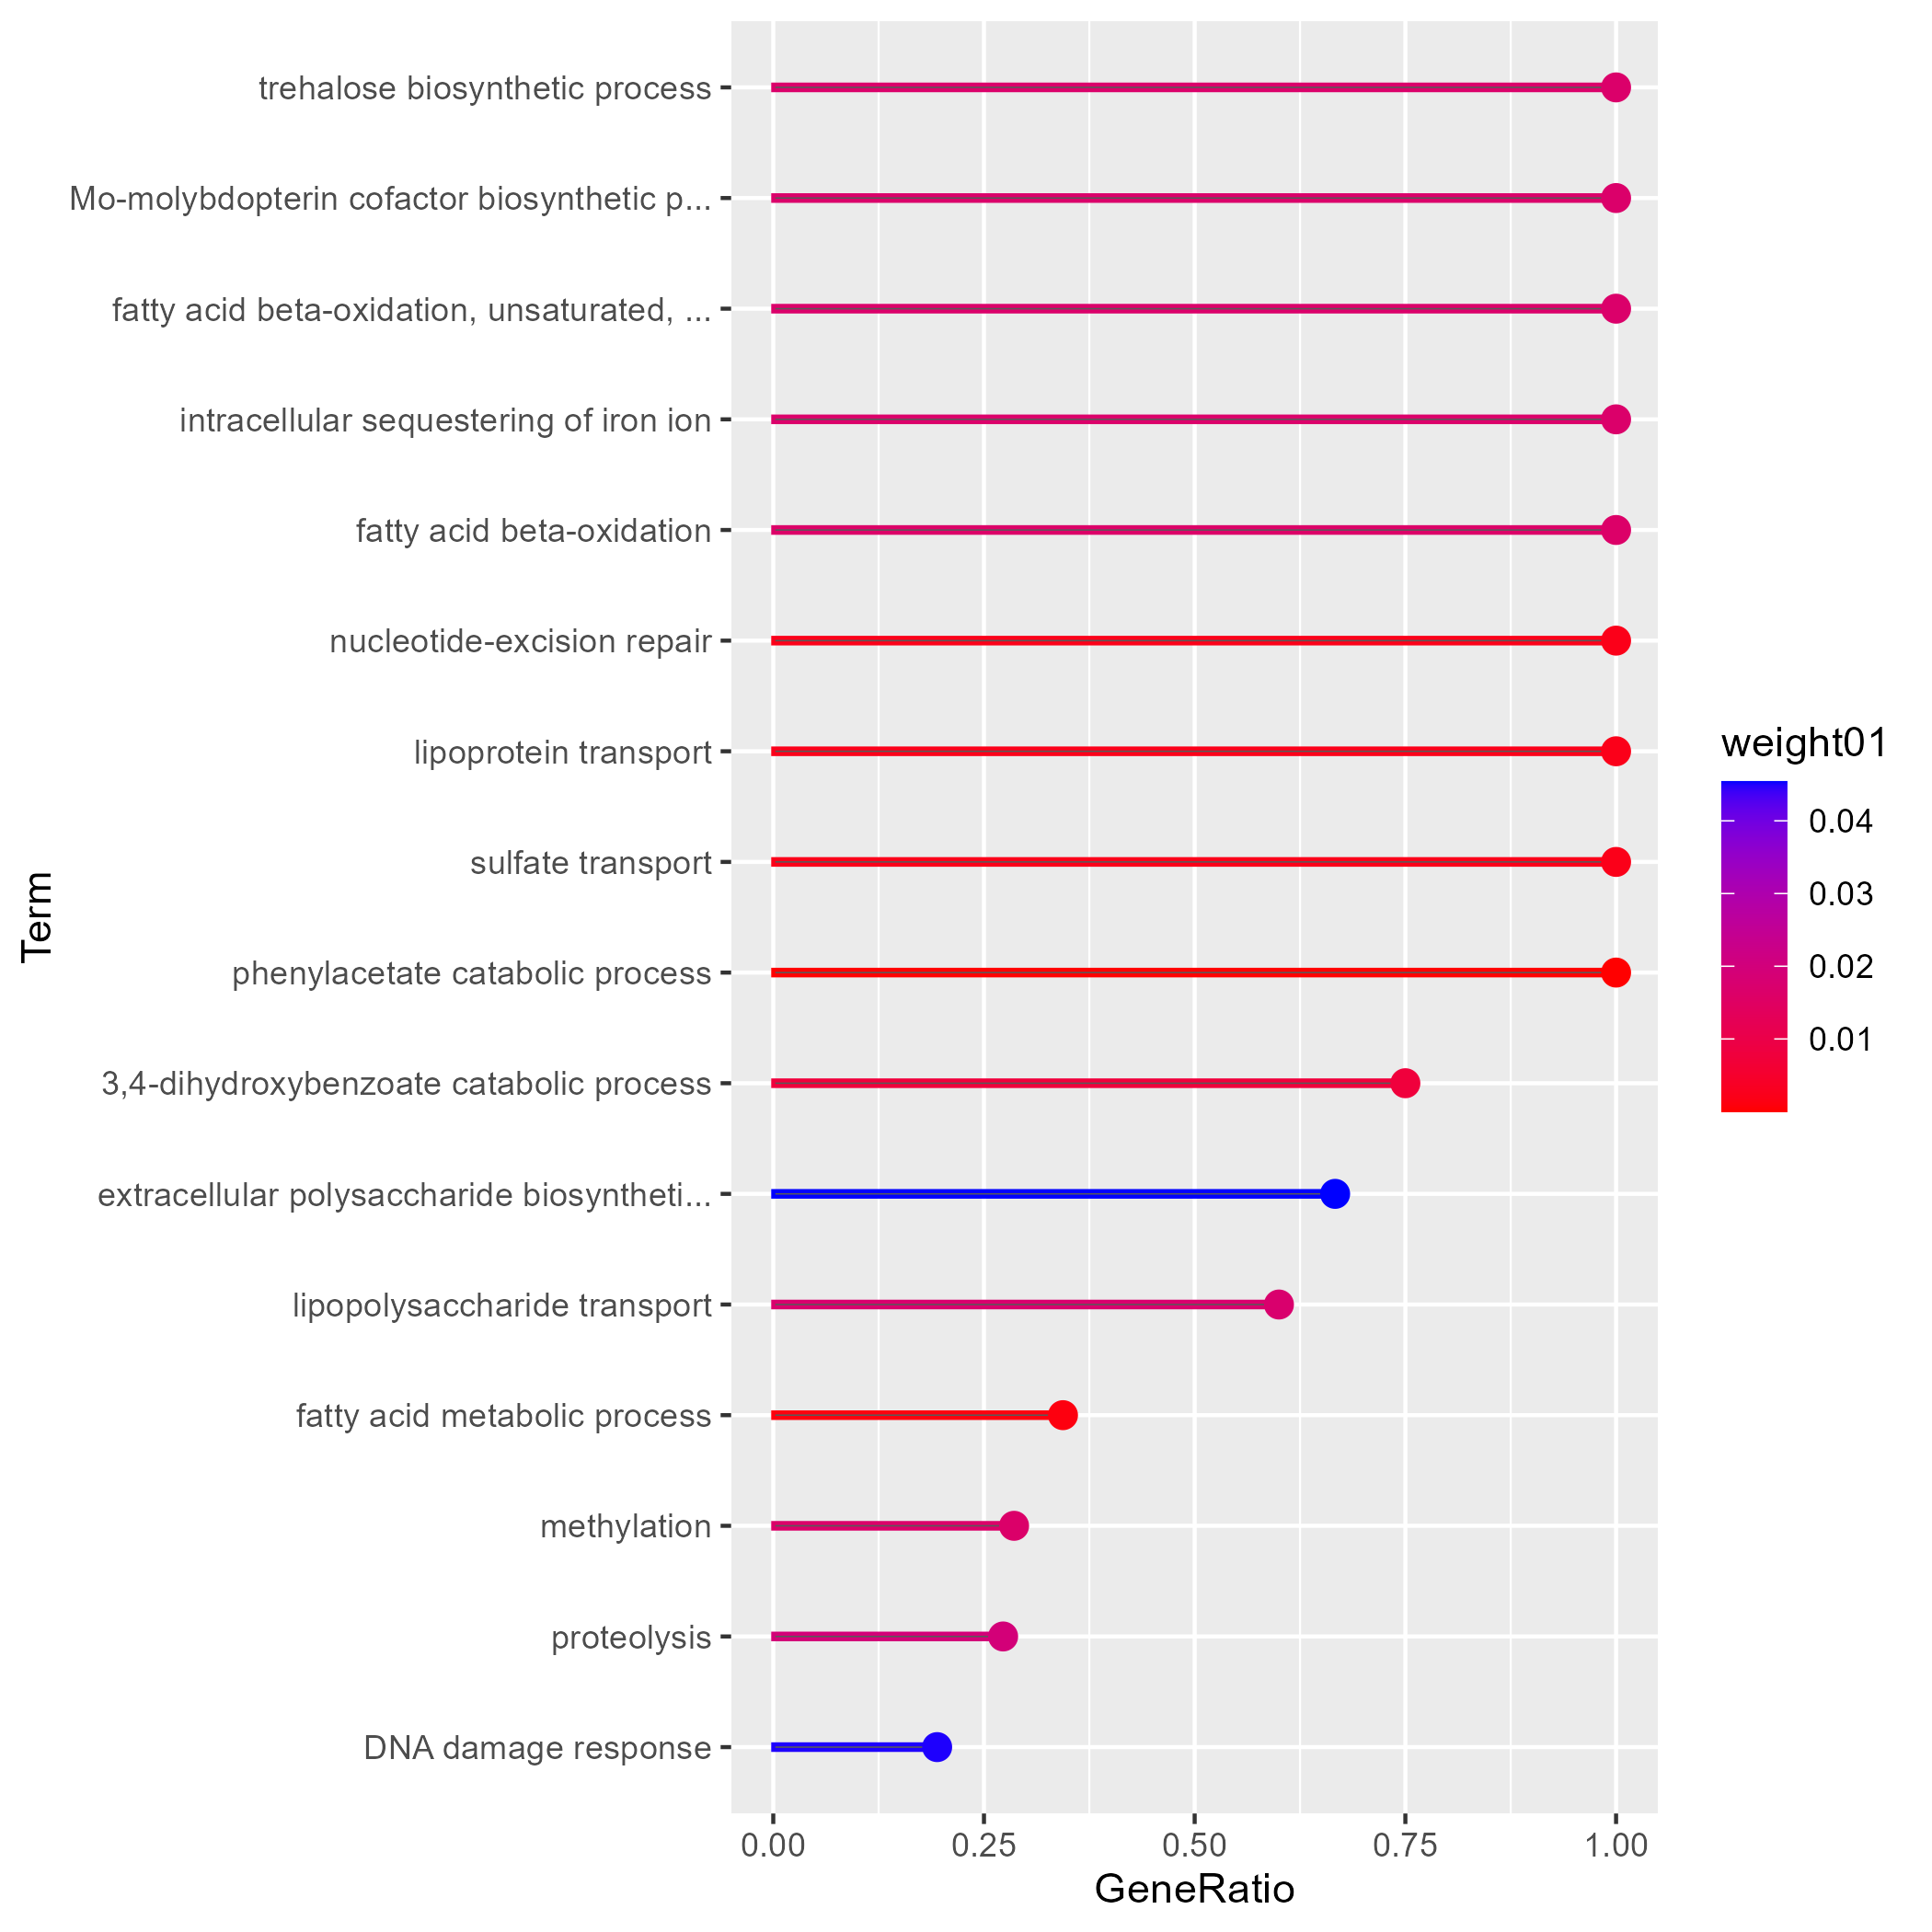 trehalose biosynthetic process
Mo-molybdopterin cofactor biosynthetic p...
fatty acid beta-oxidation, unsaturated, ...
intracellular sequestering of iron ion
fatty acid beta-oxidation
nucleotide-excision repair
lipoprotein transport
sulfate transport
phenylacetate catabolic process
3,4-dihydroxybenzoate catabolic process
extracellular polysaccharide biosyntheti...
lipopolysaccharide transport
fatty acid metabolic process
methylation
proteolysis
DNA damage response
Term
0.00 0.25 0.50 0.75 1.00
GeneRatio
weight01
0.04
0.03
0.02
0.01